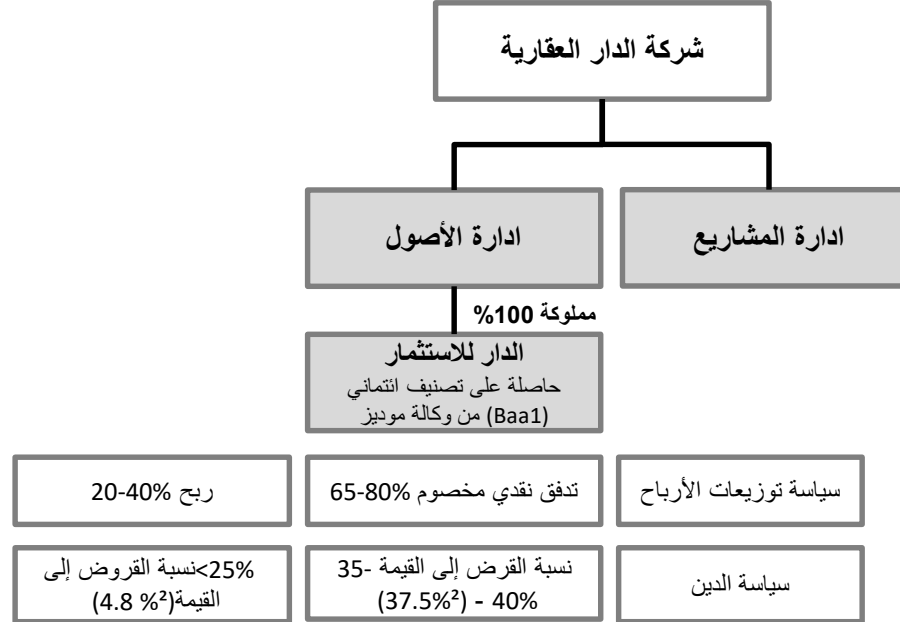 شركة الدار العقارية
ادارة المشاريع
ادارة الأصول
مملوكة 100%
الدار للاستثمار
حاصلة على تصنيف ائتماني
(Baa1) من وكالة موديز
سياسة توزيعات الأرباح
تدفق نقدي مخصوم 65-80%
ربح 20-40%
سياسة الدين
نسبة القرض إلى القيمة 35-
40% - (37.5%²)
25%>نسبة القروض إلى
القيمة(4.8 %²)